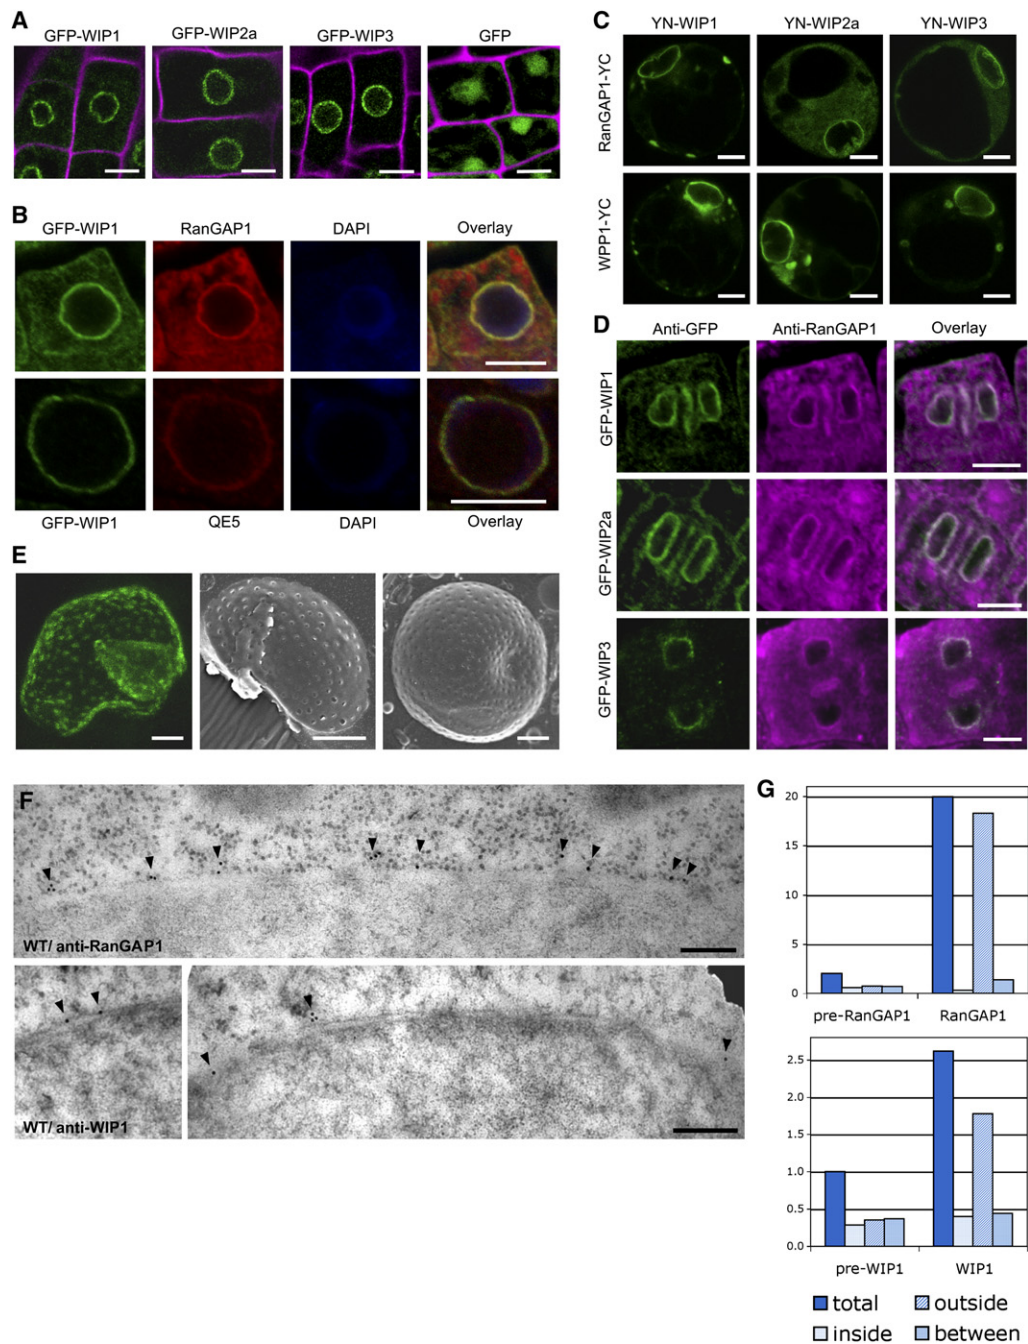 A
GFP-WIP1 GFP-WIP2a GFP-WIP3 GFP
B
GFP-WIP1 RanGAP1 DAPI Overlay
GFP-WIP1 QE5 DAPI Overlay
C
YN-WIP1 YN-WIP2a YN-WIP3
RanGAP1-YC
WPP1-YC
D
Anti-GFP Anti-RanGAP1 Overlay
GFP-WIP1
GFP-WIP2a
GFP-WIP3
E
F
WT/ anti-RanGAP1
WT/ anti-WIP1
G
20
15
10
5
0
pre-RanGAP1 RanGAP1
2.5
2.0
1.5
1.0
0.5
0.0
pre-WIP1 WIP1
total outside
inside between